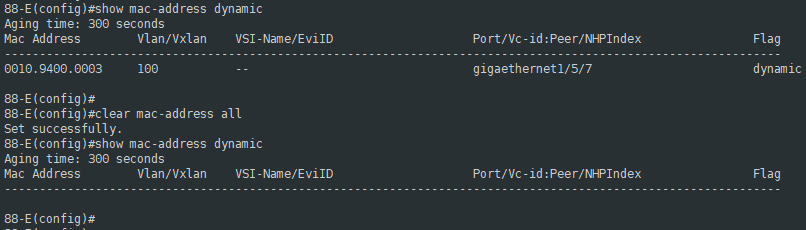 88-E(config)#show mac-address dynamic
Aging time: 300 seconds
Mac Address        Vlan/Vxlan    VSI-Name/EviID                    Port/Vc-id:Peer/NHPIndex                Flag
---------------------------------------------------------------------------------------------------------------
0010.9400.0003     100           --                                gigaethernet1/5/7                       dynamic
88-E(config)#
88-E(config)#clear mac-address all
Set successfully.
88-E(config)#show mac-address dynamic
Aging time: 300 seconds
Mac Address        Vlan/Vxlan    VSI-Name/EviID                    Port/Vc-id:Peer/NHPIndex                Flag
---------------------------------------------------------------------------------------------------------------
88-E(config)#